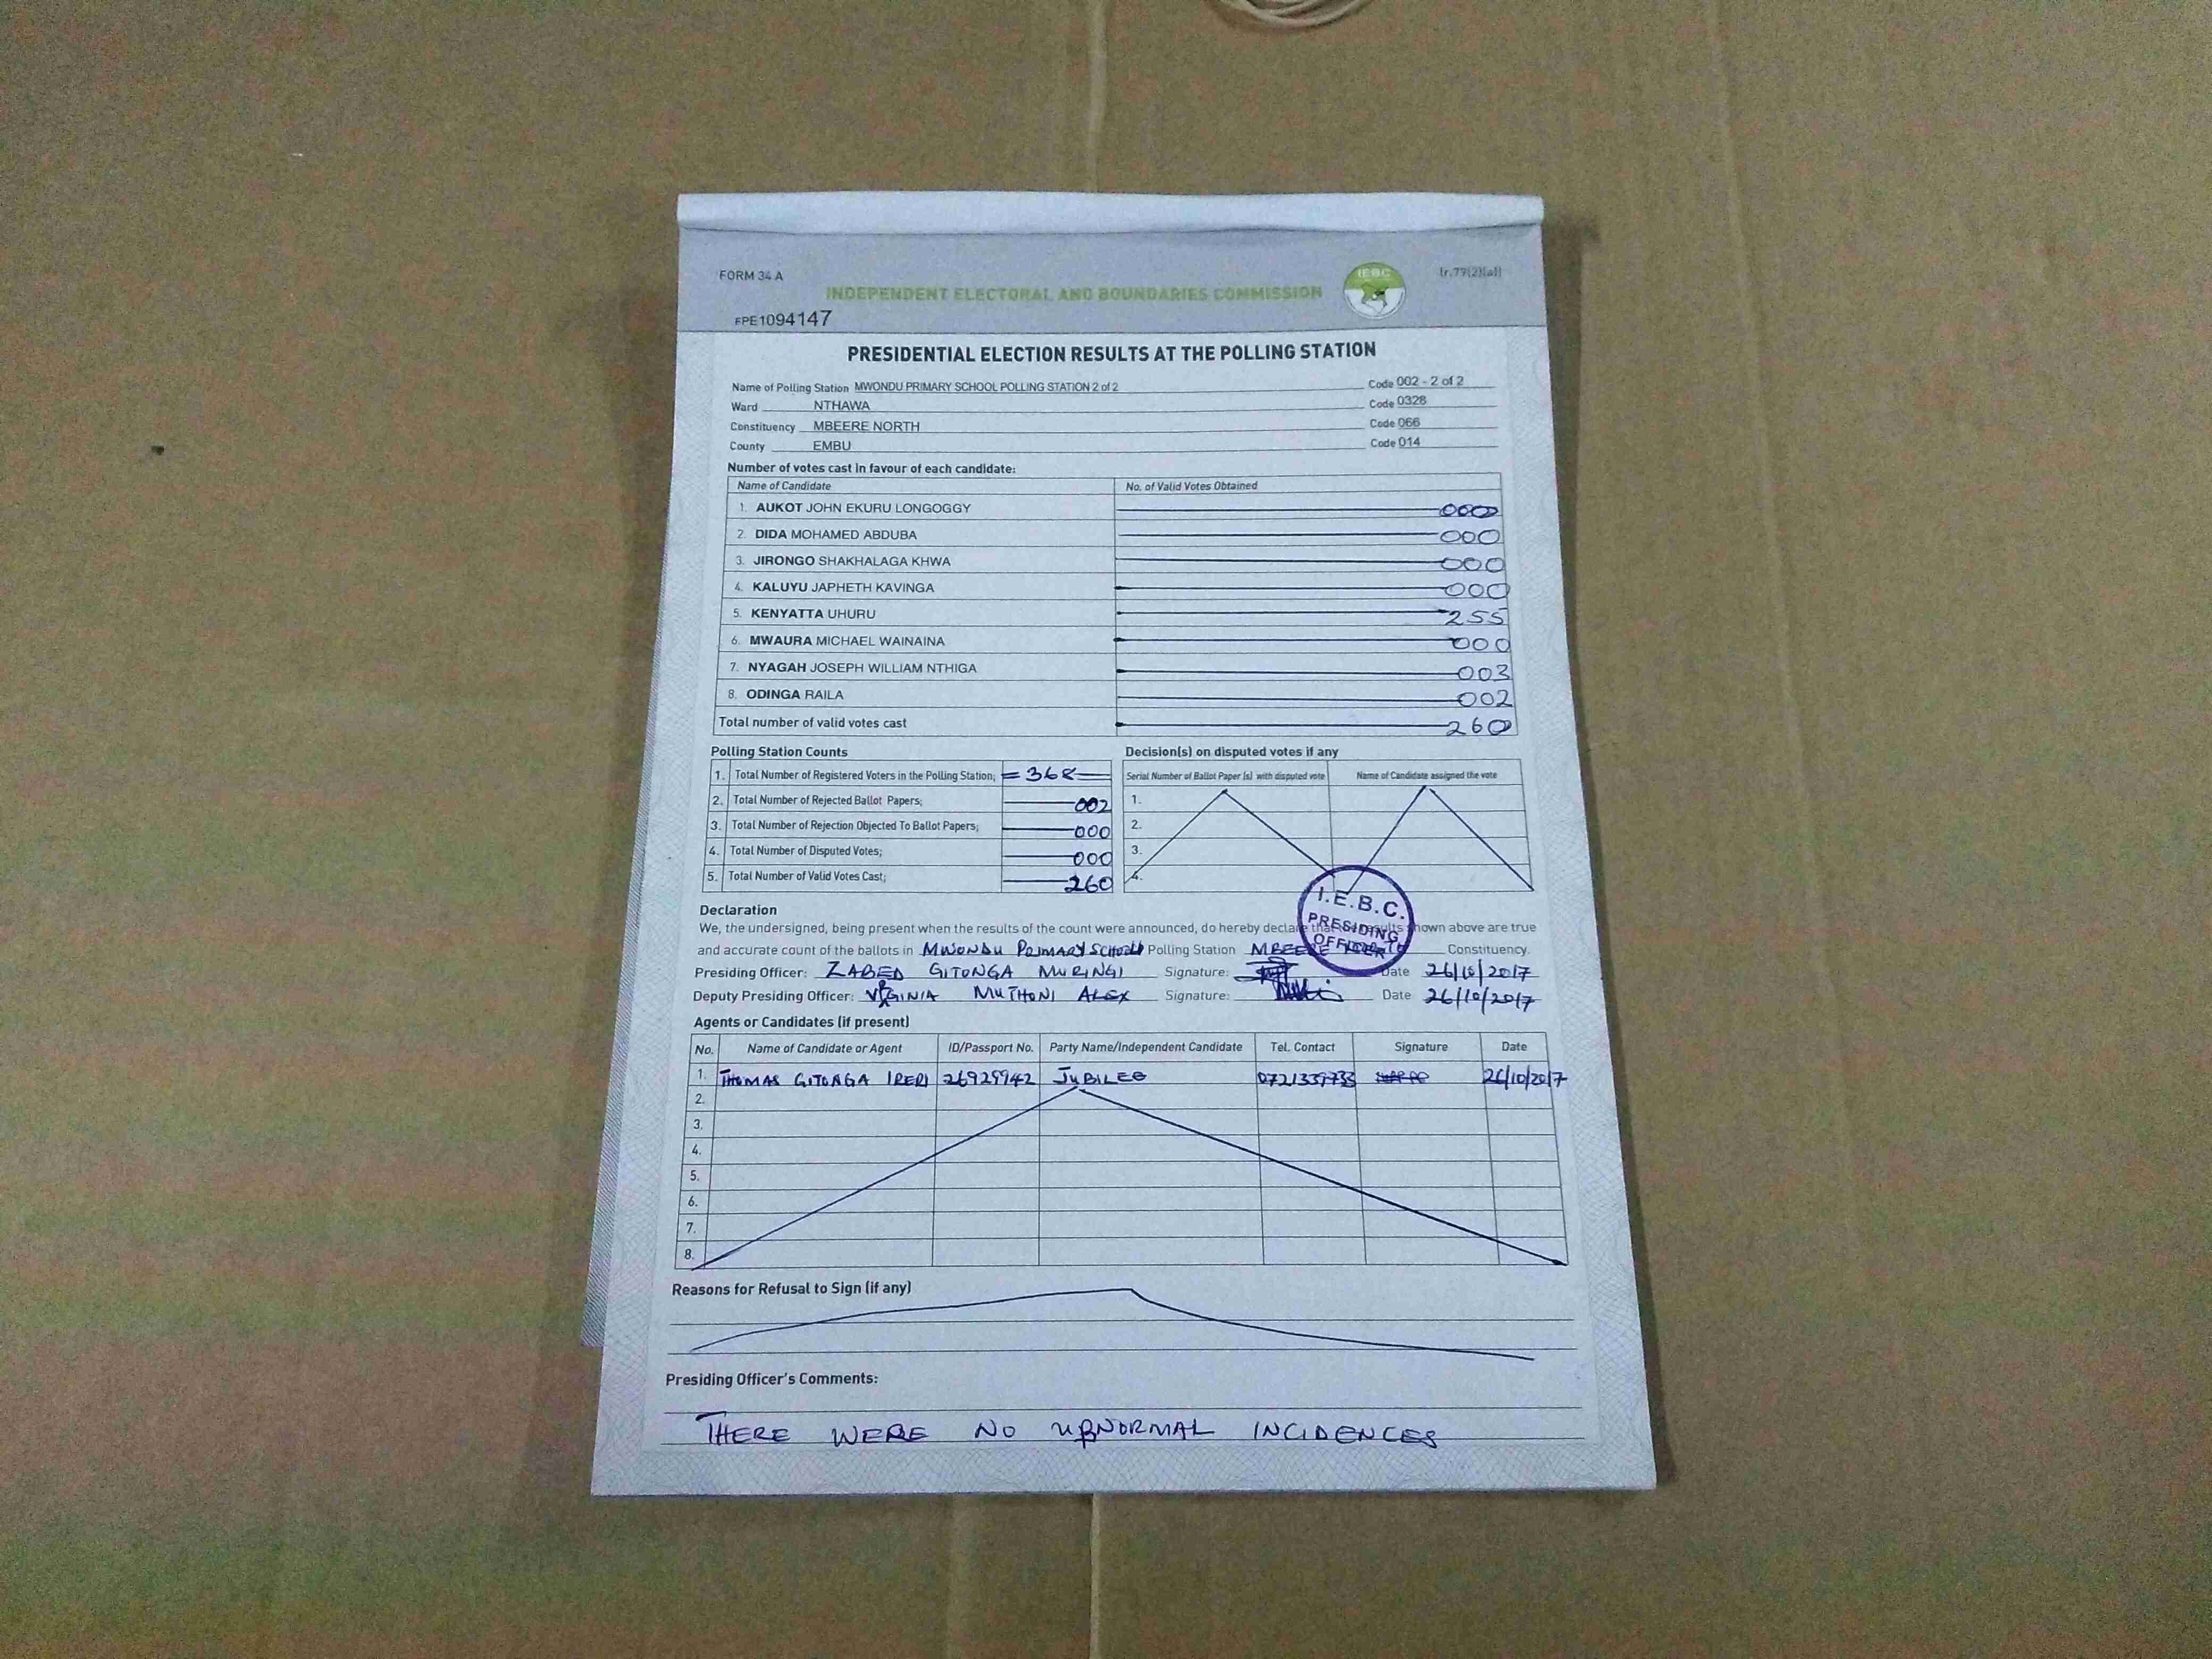 FORM 34 A
(r.77(2)(a))
INDEPENDENT ELECTORAL AND BOUNDARIES COMMISSION
IEBC
FPE1094147
PRESIDENTIAL ELECTION RESULTS AT THE POLLING STATION
Name of Polling Station MWONDU PRIMARY SCHOOL POLLING STATION 2 of 2 Code 002 - 2 of 2
Ward NTHAWA Code 0328
Constituency MBEERE NORTH Code 066
County EMBU Code 014
Number of votes cast in favour of each candidate:
Name of Candidate No. of Valid Votes Obtained
1. AUKOT JOHN EKURU LONGOGGY 000
2. DIDA MOHAMED ABDUBA 000
3. JIRONGO SHAKHALAGA KHWA 000
4. KALUYU JAPHETH KAVINGA 000
5. KENYATTA UHURU 255
6. MWAURA MICHAEL WAINAINA 000
7. NYAGAH JOSEPH WILLIAM NTHIGA 003
8. ODINGA RAILA 002
Total number of valid votes cast 260
Polling Station Counts
1. Total Number of Registered Voters in the Polling Station; = 368
2. Total Number of Rejected Ballot Papers; 002
3. Total Number of Rejection Objected To Ballot Papers; 000
4. Total Number of Disputed Votes; 000
5. Total Number of Valid Votes Cast; 260
Decision(s) on disputed votes if any
Serial Number of Ballot Paper (s) with disputed vote Name of Candidate assigned the vote
1.
2.
3.
4.
I.E.B.C.
PRESIDING
OFFICER
Declaration
We, the undersigned, being present when the results of the count were announced, do hereby declare that results shown above are true
and accurate count of the ballots in MWONDU PRIMARY SCHOOL Polling Station MBEERE Constituency.
Presiding Officer: ZABED GITONGA MURINGI Signature: Date 26/10/2017
Deputy Presiding Officer: VIRGINIA MUTHONI ALEX Signature: Date 26/10/2017
Agents or Candidates (if present)
No. Name of Candidate or Agent ID/Passport No. Party Name/Independent Candidate Tel. Contact Signature Date
1. THOMAS GITONGA IRERI 26929942 JUBILEE 26/10/2017
2.
3.
4.
5.
6.
7.
8.
Reasons for Refusal to Sign (if any)
Presiding Officer's Comments:
THERE WERE NO UBNORMAL INCIDENCES